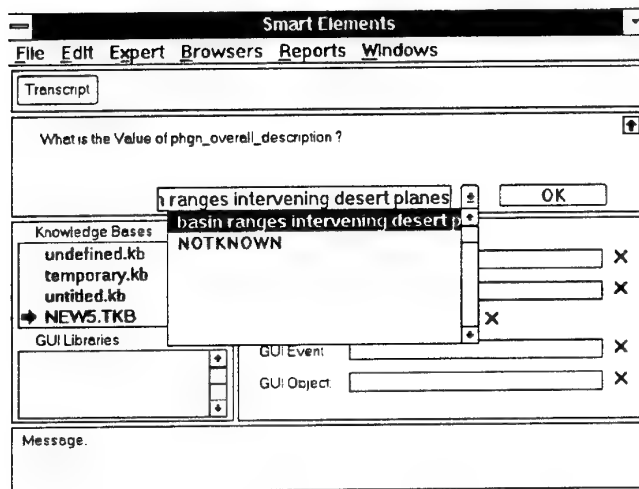 Smart Elements
File Edit Expert Browsers Reports Windows
Transcript
What is the Value of phgn_overall_description ?
ranges intervening desert planes
OK
basin ranges intervening desert p
NOTKNOWN
Knowledge Bases
undefined.kb
temporary.kb
untitled.kb
NEW5.TKB
GUI Libraries
GUI Event
GUI Object
Message.